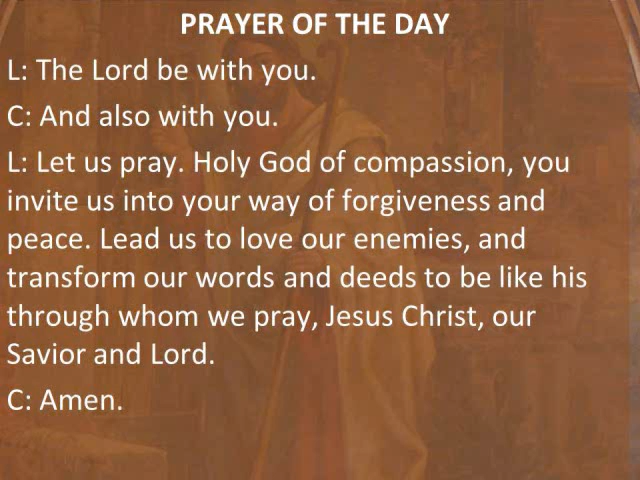 PRAYER OF THE DAY
L: The Lord be with you.
C: And also with you.
L: Let us pray. Holy God of compassion, you
invite us into your way of forgiveness and
peace. Lead us to love our enemies, and
transform our words and deeds to be like his
through whom we pray, Jesus Christ, our
Savior and Lord.
C: Amen.